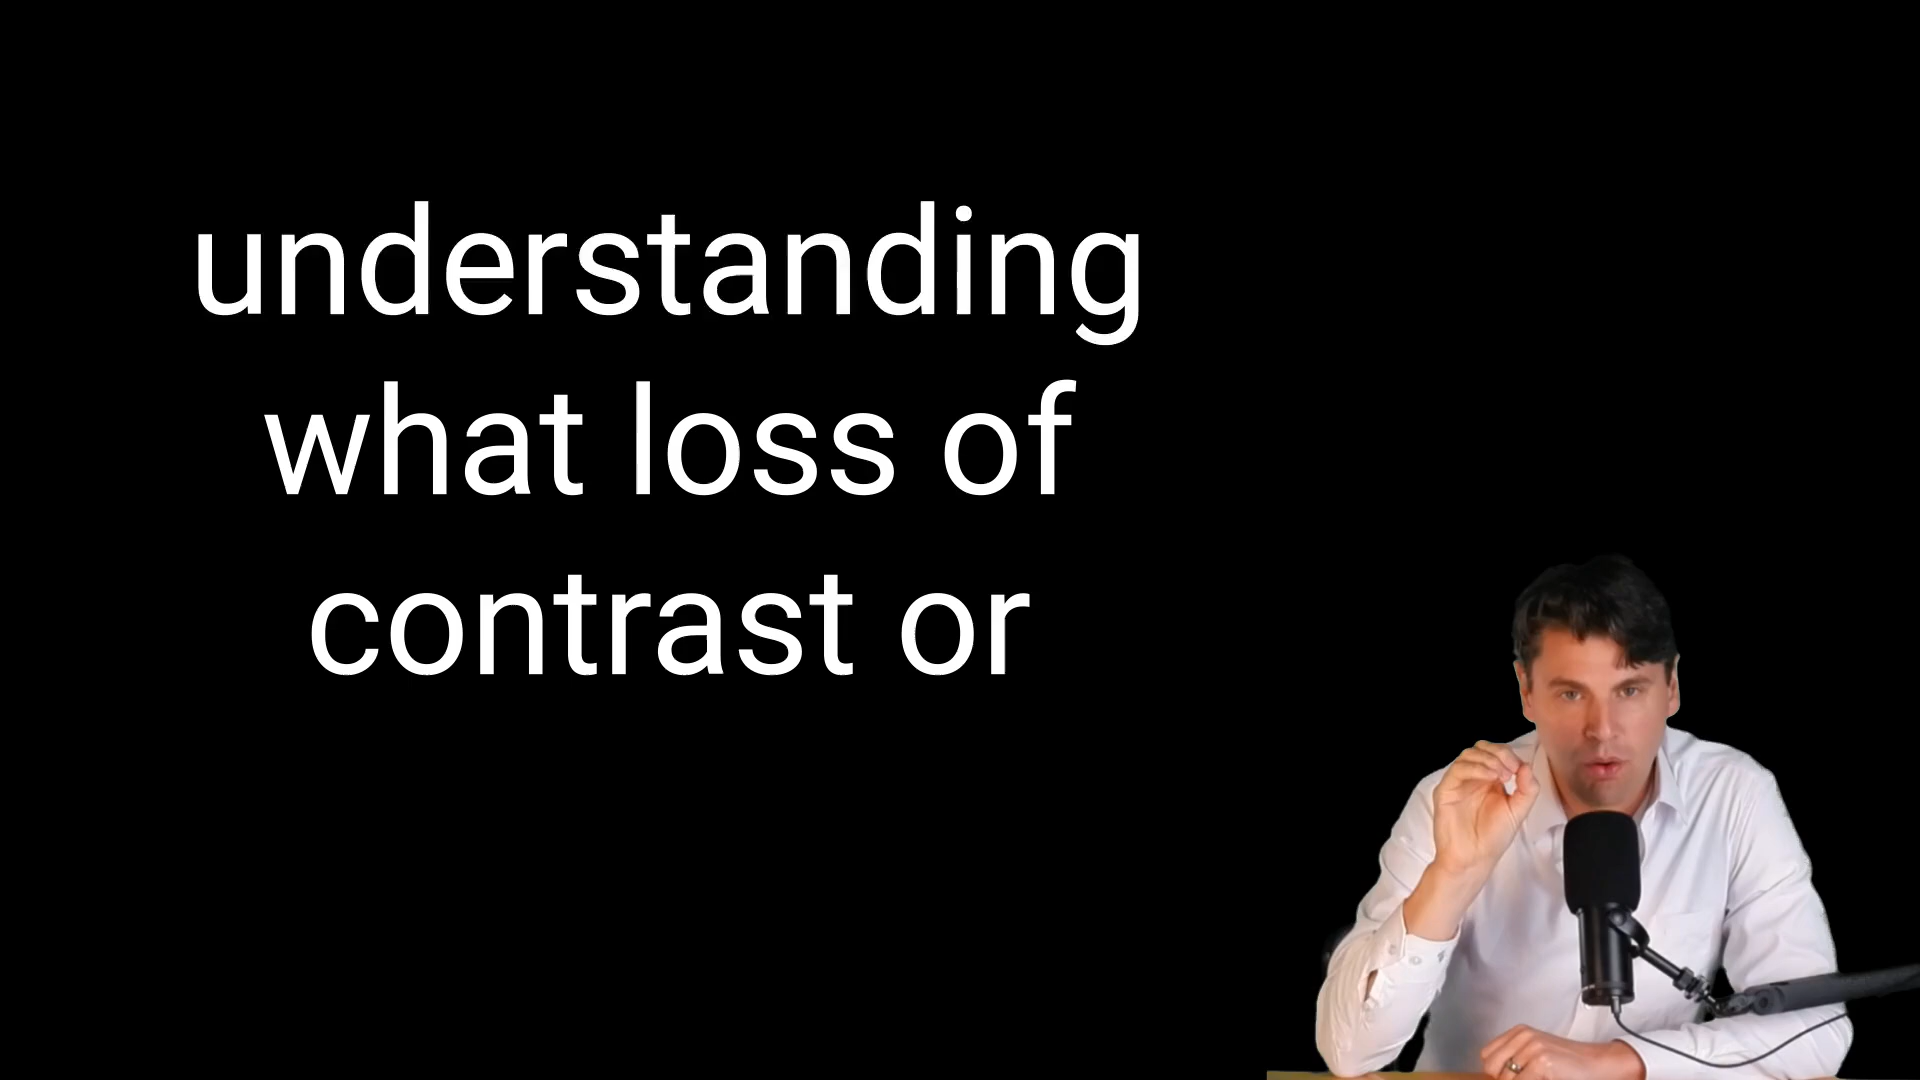 understanding
what loss of
contrast or